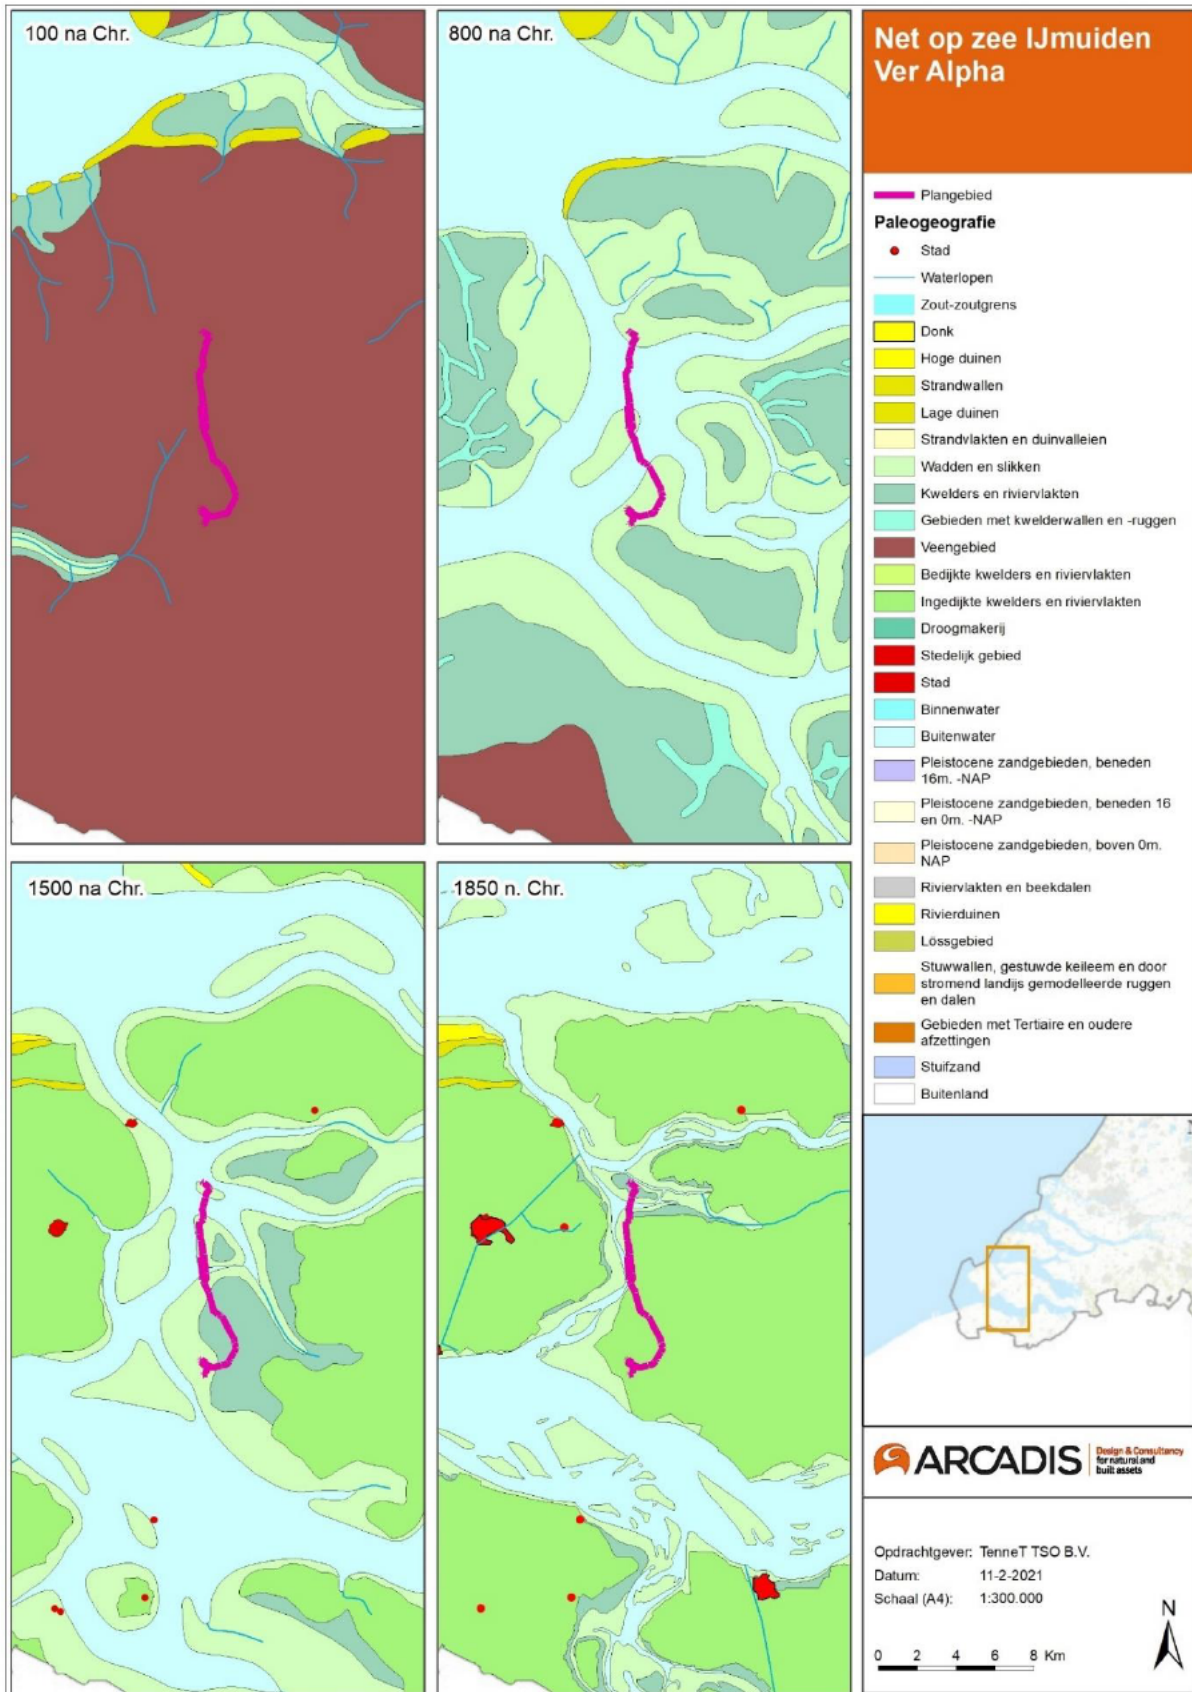 100 na Chr.
800 na Chr.
1500 na Chr.
1850 n. Chr.
Net op zee IJmuiden
Ver Alpha
Plangebied
Paleogeografie
Stad
Waterlopen
Zout-zoutgrens
Donk
Hoge duinen
Strandwallen
Lage duinen
Strandvlakten en duinvalleien
Wadden en slikken
Kwelders en riviervlakten
Gebieden met kwelderwallen en -ruggen
Veengebied
Bedijkte kwelders en riviervlakten
Ingedijkte kwelders en riviervlakten
Droogmakerij
Stedelijk gebied
Stad
Binnenwater
Buitenwater
Pleistocene zandgebieden, beneden
16m. -NAP
Pleistocene zandgebieden, beneden 16
en 0m. -NAP
Pleistocene zandgebieden, boven 0m.
NAP
Riviervlakten en beekdalen
Rivierduinen
Lössgebied
Stuwwallen, gestuwde keileem en door
stromend landijs gemodelleerde ruggen
en dalen
Gebieden met Tertiaire en oudere
afzettingen
Stuifzand
Buitenland
ARCADIS
Design & Consultancy
for natural and
built assets
Opdrachtgever: TenneT TSO B.V.
Datum: 11-2-2021
Schaal (A4): 1:300.000
N
0 2 4 6 8 Km